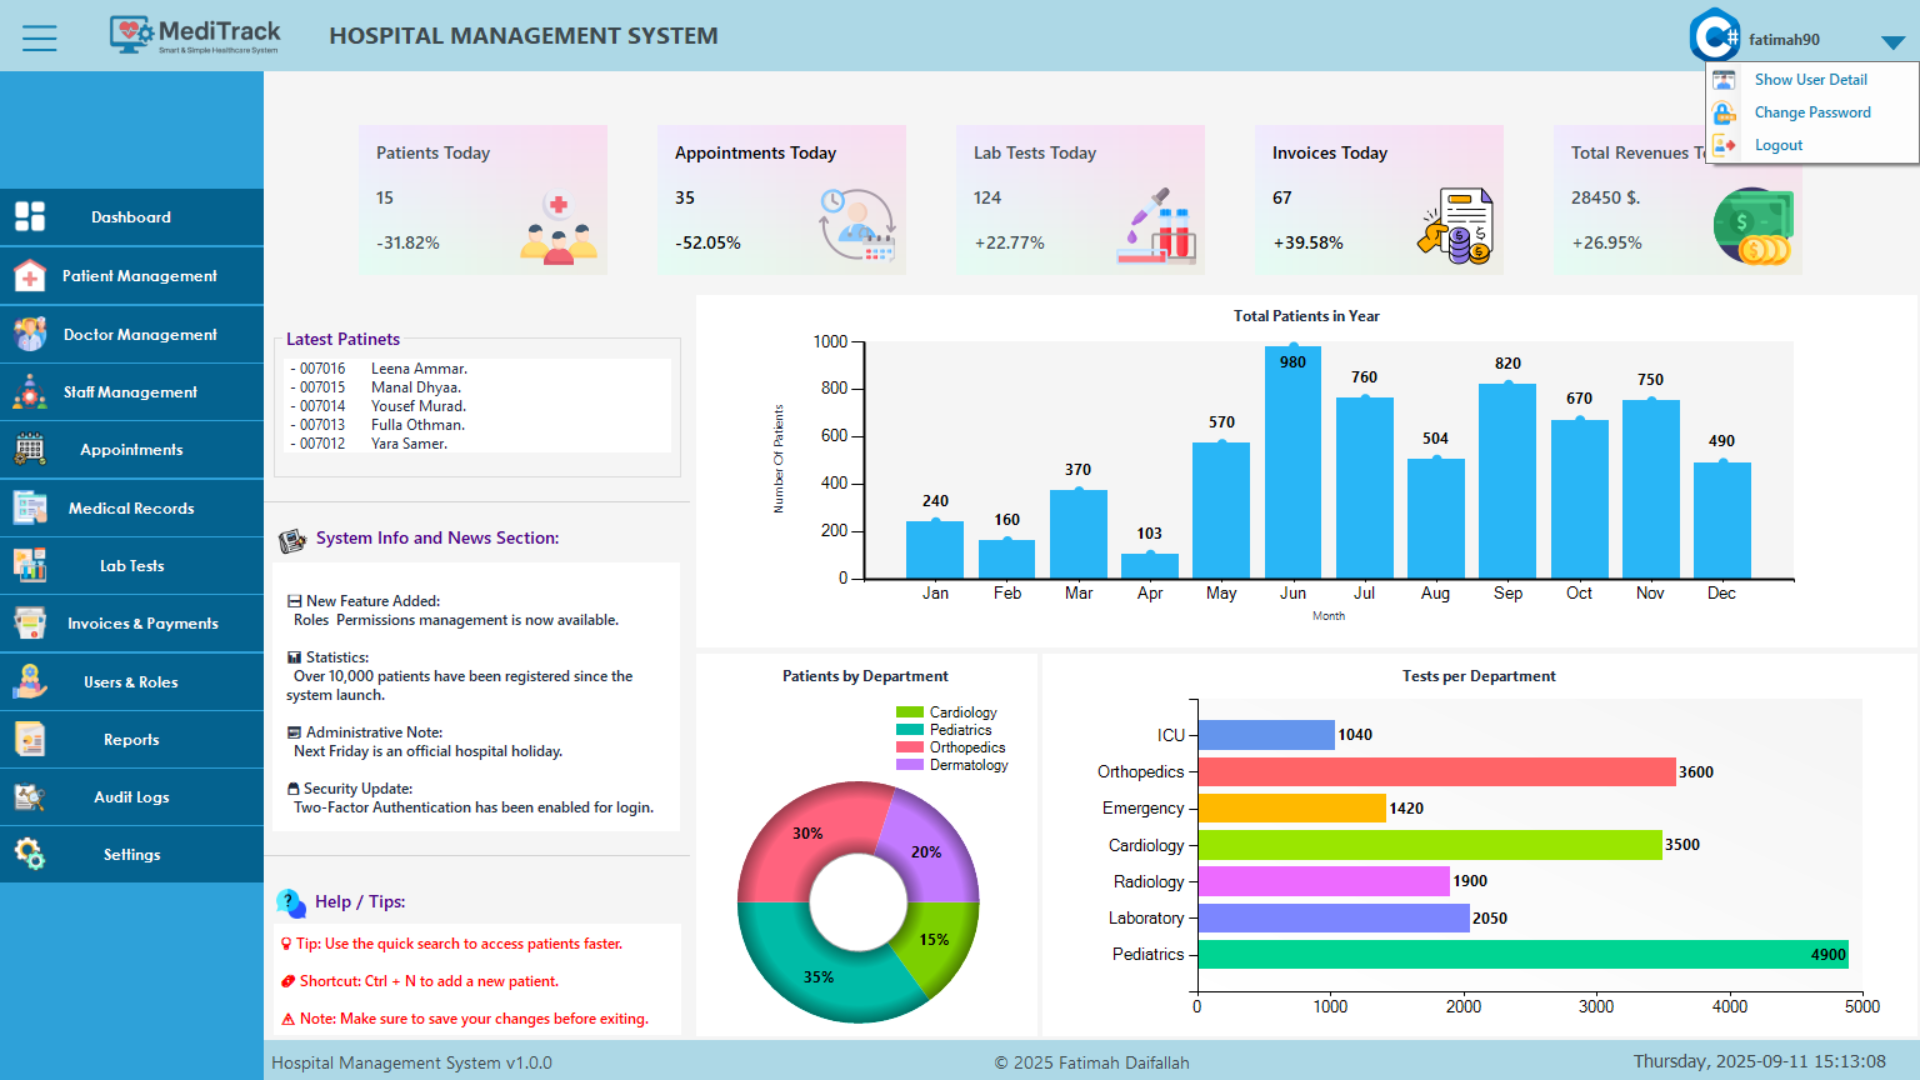 MediTrack
Smart & Simple Healthcare System
HOSPITAL MANAGEMENT SYSTEM
fatimah90
Show User Detail
Change Password
Logout
Dashboard
Patient Management
Doctor Management
Staff Management
Appointments
Medical Records
Lab Tests
Invoices & Payments
Users & Roles
Reports
Audit Logs
Settings
Patients Today
15
-31.82%
Appointments Today
35
-52.05%
Lab Tests Today
124
+22.77%
Invoices Today
67
+39.58%
Total Revenues T
28450 $.
+26.95%
Latest Patinets
- 007016 Leena Ammar.
- 007015 Manal Dhyaa.
- 007014 Yousef Murad.
- 007013 Fulla Othman.
- 007012 Yara Samer.
System Info and News Section:
New Feature Added:
Roles Permissions management is now available.
Statistics:
Over 10,000 patients have been registered since the
system launch.
Administrative Note:
Next Friday is an official hospital holiday.
Security Update:
Two-Factor Authentication has been enabled for login.
Help / Tips:
Tip: Use the quick search to access patients faster.
Shortcut: Ctrl + N to add a new patient.
Note: Make sure to save your changes before exiting.
Total Patients in Year
Number Of Patients
1000
800
600
400
200
0
240
160
370
103
570
980
760
504
820
670
750
490
Jan Feb Mar Apr May Jun Jul Aug Sep Oct Nov Dec
Month
Patients by Department
Cardiology
Pediatrics
Orthopedics
Dermatology
30%
20%
15%
35%
Tests per Department
ICU 1040
Orthopedics 3600
Emergency 1420
Cardiology 3500
Radiology 1900
Laboratory 2050
Pediatrics 4900
0 1000 2000 3000 4000 5000
Hospital Management System v1.0.0
© 2025 Fatimah Daifallah
Thursday, 2025-09-11 15:13:08